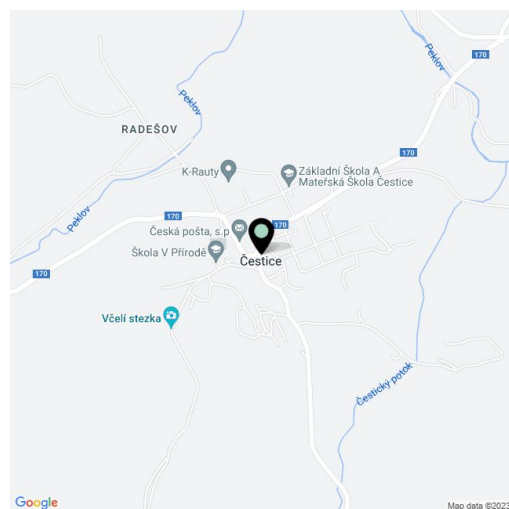 Peklov
170
Peklov
RADEŠOV
170
K-Rauty
Základní Škola A
Mateřská Škola Čestice
170
Peklov
170
Česká pošta, s.p
Škola V Přírodě
Čestice
170
Včelí stezka
Čestický potok
Google
Map data ©2023